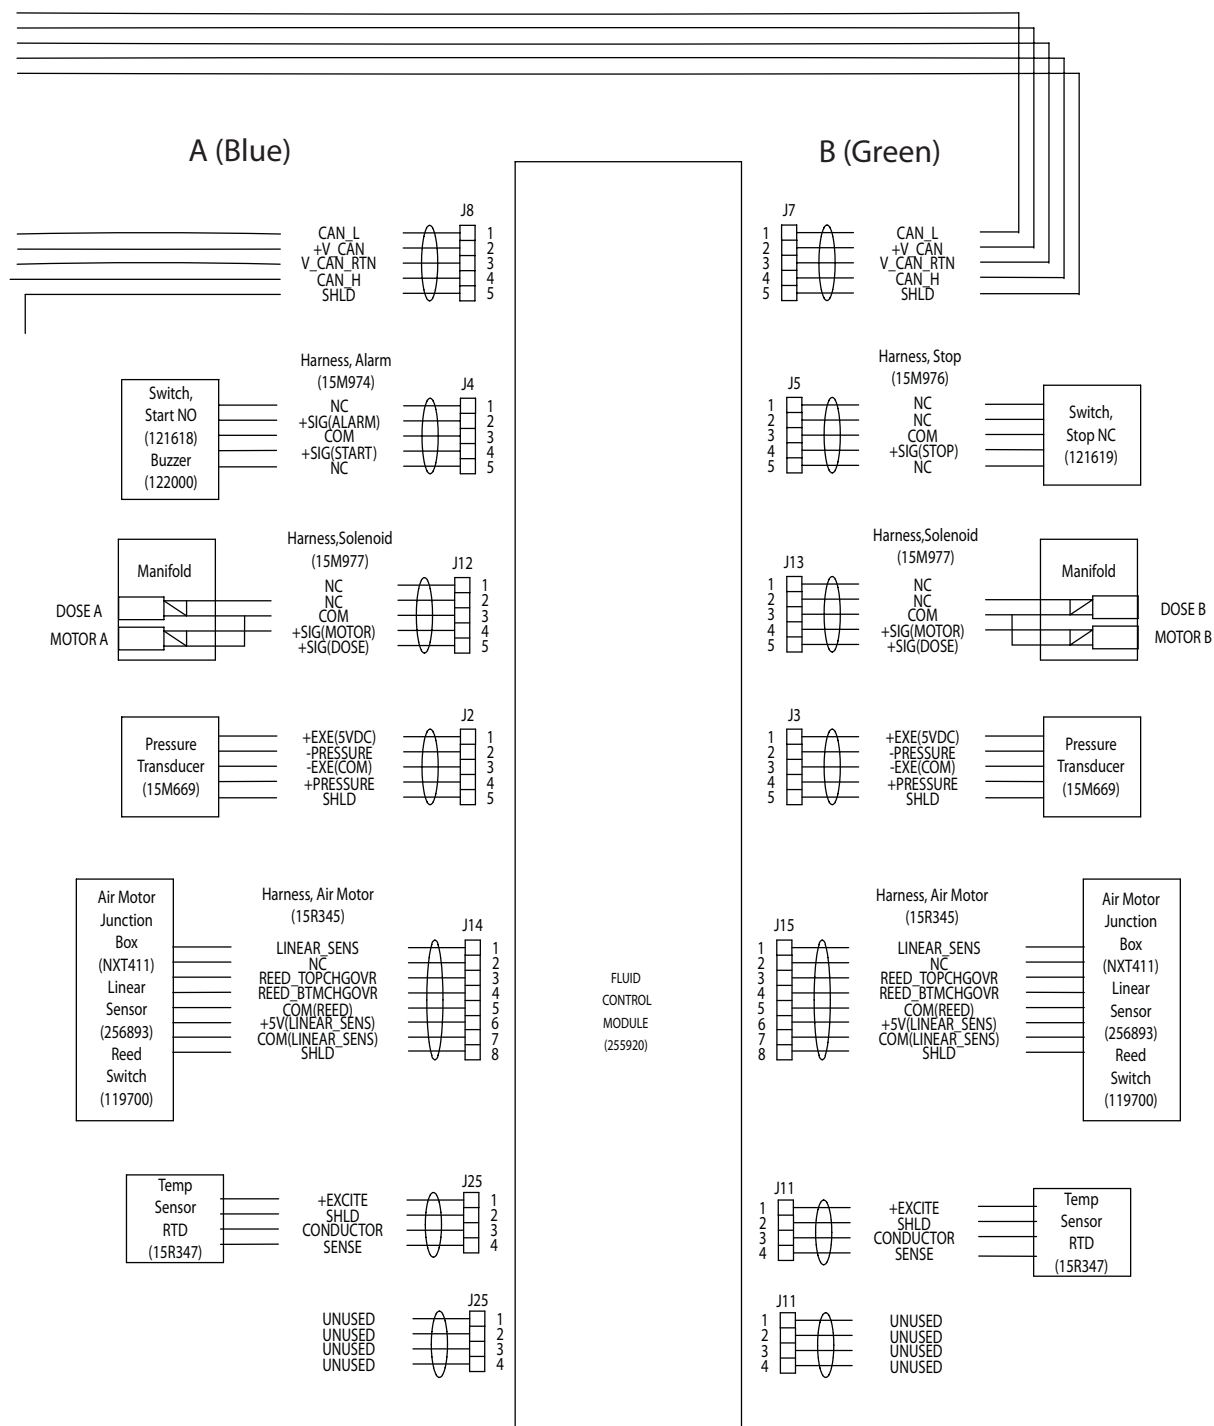 A (Blue)
B (Green)
J8
CAN_L 1
+V_CAN 2
V_CAN_RTN 3
CAN_H 4
SHLD 5
J7
1 CAN_L
2 +V_CAN
3 V_CAN_RTN
4 CAN_H
5 SHLD
Harness, Alarm
(15M974)
J4
Switch,
Start NO
(121618)
Buzzer
(122000)
NC 1
+SIG(ALARM) 2
COM 3
+SIG(START) 4
NC 5
Harness, Stop
(15M976)
J5
1 NC
2 NC
3 COM
4 +SIG(STOP)
5 NC
Switch,
Stop NC
(121619)
Harness,Solenoid
(15M977)
J12
Manifold
DOSE A
MOTOR A
NC 1
NC 2
COM 3
+SIG(MOTOR) 4
+SIG(DOSE) 5
Harness,Solenoid
(15M977)
J13
1 NC
2 NC
3 COM
4 +SIG(MOTOR)
5 +SIG(DOSE)
Manifold
DOSE B
MOTOR B
J2
Pressure
Transducer
(15M669)
+EXE(5VDC) 1
-PRESSURE 2
-EXE(COM) 3
+PRESSURE 4
SHLD 5
J3
1 +EXE(5VDC)
2 -PRESSURE
3 -EXE(COM)
4 +PRESSURE
5 SHLD
Pressure
Transducer
(15M669)
Air Motor
Junction
Box
(NXT411)
Linear
Sensor
(256893)
Reed
Switch
(119700)
Harness, Air Motor
(15R345)
J14
LINEAR_SENS 1
NC 2
REED_TOPCHGOVR 3
REED_BTMCHGOVR 4
COM(REED) 5
+5V(LINEAR_SENS) 6
COM(LINEAR_SENS) 7
SHLD 8
FLUID
CONTROL
MODULE
(255920)
Harness, Air Motor
(15R345)
J15
1 LINEAR_SENS
2 NC
3 REED_TOPCHGOVR
4 REED_BTMCHGOVR
5 COM(REED)
6 +5V(LINEAR_SENS)
7 COM(LINEAR_SENS)
8 SHLD
Air Motor
Junction
Box
(NXT411)
Linear
Sensor
(256893)
Reed
Switch
(119700)
Temp
Sensor
RTD
(15R347)
J25
+EXCITE 1
SHLD 2
CONDUCTOR 3
SENSE 4
J11
1 +EXCITE
2 SHLD
3 CONDUCTOR
4 SENSE
Temp
Sensor
RTD
(15R347)
J25
UNUSED 1
UNUSED 2
UNUSED 3
UNUSED 4
J11
1 UNUSED
2 UNUSED
3 UNUSED
4 UNUSED